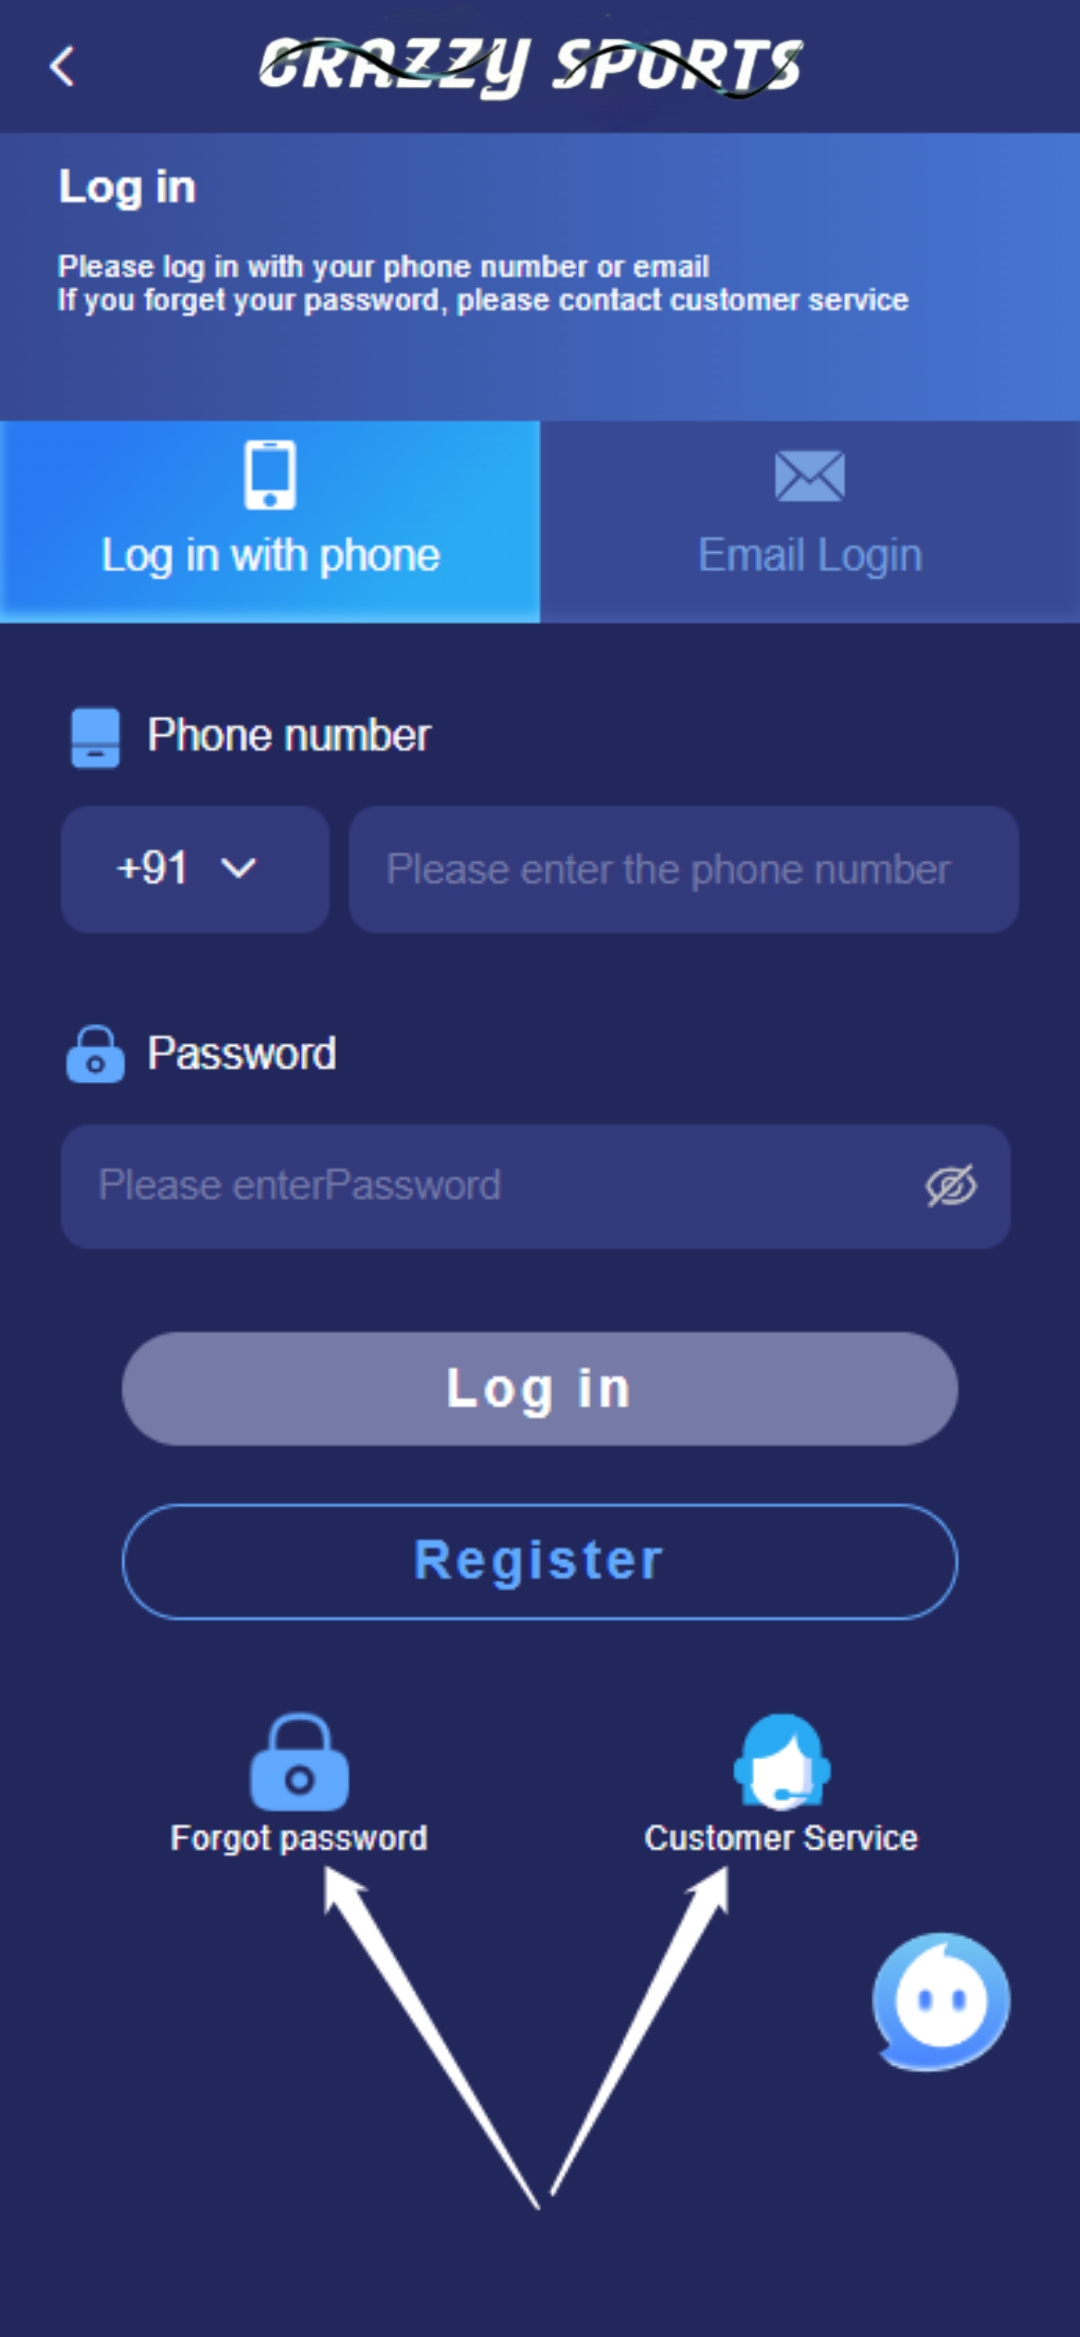 CRAZZY SPORTS
Log in
Please log in with your phone number or email
If you forget your password, please contact customer service
Log in with phone
Email Login
Phone number
+91
Please enter the phone number
Password
Please enterPassword
Log in
Register
Forgot password
Customer Service